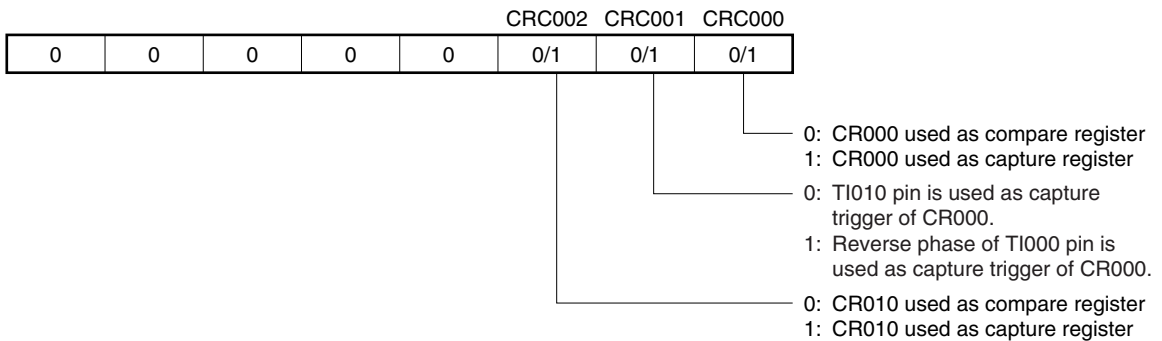 CRC002 CRC001 CRC000
0 0 0 0 0 0/1 0/1 0/1
0: CR000 used as compare register
1: CR000 used as capture register
0: TI010 pin is used as capture
trigger of CR000.
1: Reverse phase of TI000 pin is
used as capture trigger of CR000.
0: CR010 used as compare register
1: CR010 used as capture register